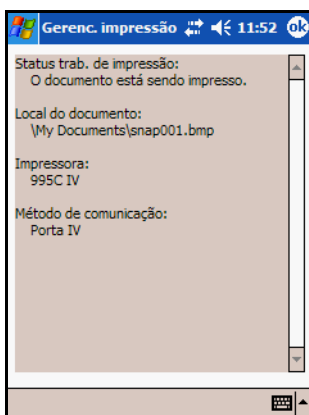 Gerenc. impressão 11:52 ok
Status trab. de impressão:
O documento está sendo impresso.
Local do documento:
\My Documents\snap001.bmp
Impressora:
995C IV
Método de comunicação:
Porta IV